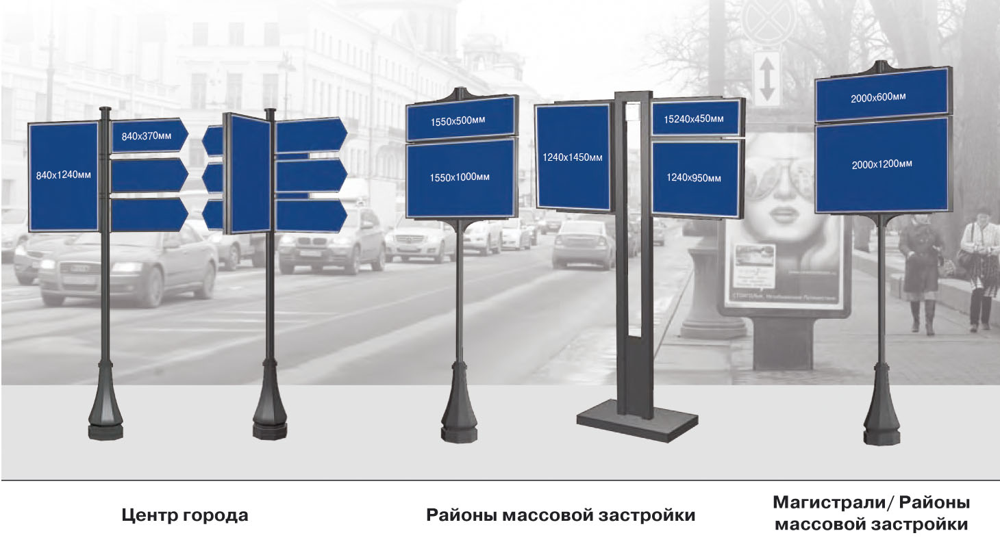 840x370мм
840x1240мм
1550x500мм
1550x1000мм
1240x1450мм
15240x450мм
1240x950мм
2000x600мм
2000x1200мм
Центр города
Районы массовой застройки
Магистрали/ Районы
массовой застройки